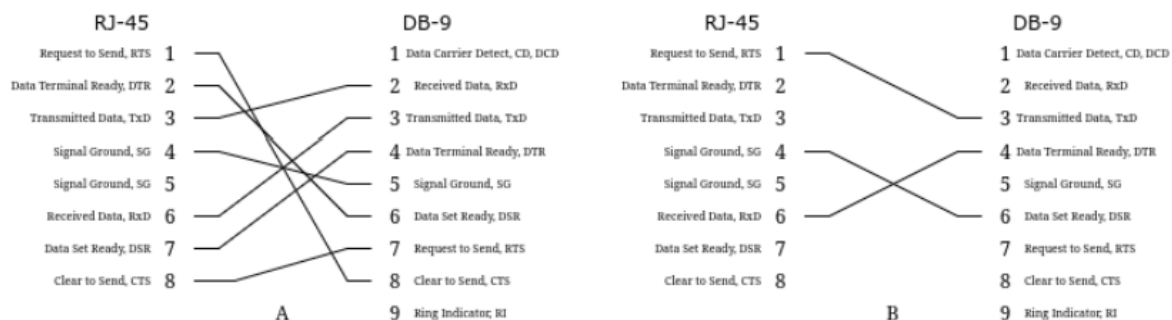 RJ-45 DB-9 RJ-45 DB-9
Request to Send, RTS 1 1 Data Carrier Detect, CD, DCD Request to Send, RTS 1 1 Data Carrier Detect, CD, DCD
Data Terminal Ready, DTR 2 2 Received Data, RxD Data Terminal Ready, DTR 2 2 Received Data, RxD
Transmitted Data, TxD 3 3 Transmitted Data, TxD Transmitted Data, TxD 3 3 Transmitted Data, TxD
Signal Ground, SG 4 4 Data Terminal Ready, DTR Signal Ground, SG 4 4 Data Terminal Ready, DTR
Signal Ground, SG 5 5 Signal Ground, SG Signal Ground, SG 5 5 Signal Ground, SG
Received Data, RxD 6 6 Data Set Ready, DSR Received Data, RxD 6 6 Data Set Ready, DSR
Data Set Ready, DSR 7 7 Request to Send, RTS Data Set Ready, DSR 7 7 Request to Send, RTS
Clear to Send, CTS 8 8 Clear to Send, CTS Clear to Send, CTS 8 8 Clear to Send, CTS
A 9 Ring Indicator, RI B 9 Ring Indicator, RI